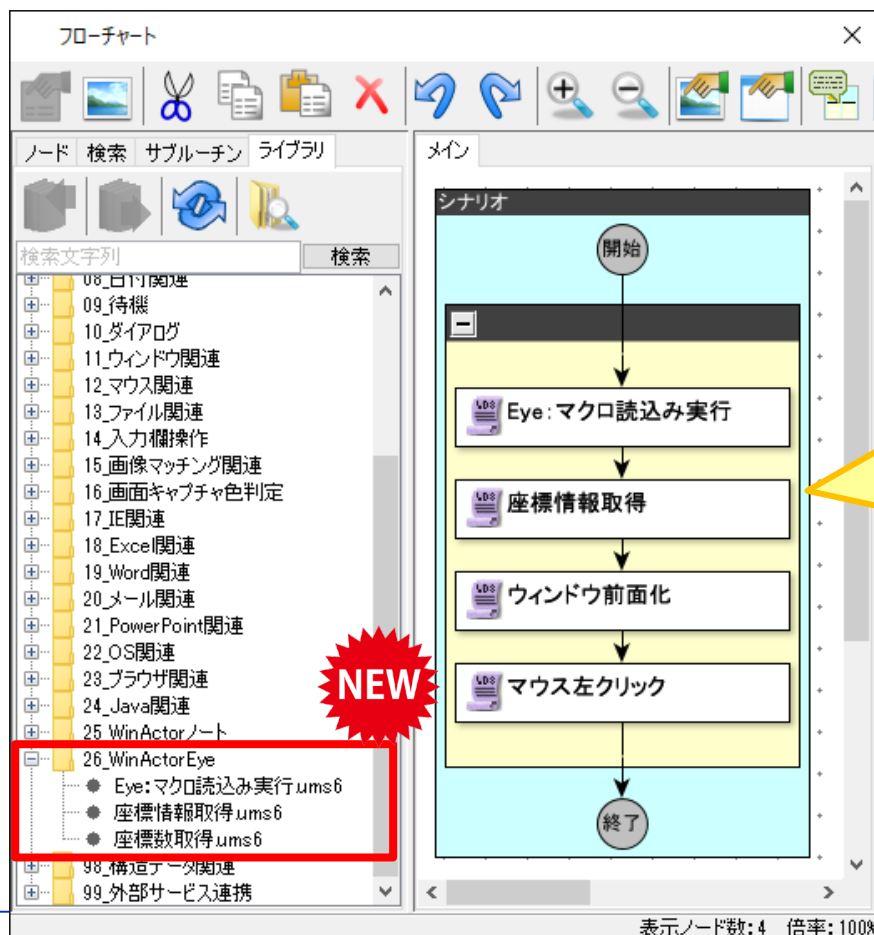 フローチャート
ノード 検索 サブルーチン ライブラリ
検索文字列 検索
08_日付関連
09_待機
10_ダイアログ
11_ウィンドウ関連
12_マウス関連
13_ファイル関連
14_入力欄操作
15_画像マッチング関連
16_画面キャプチャ色判定
17_IE関連
18_Excel関連
19_Word関連
20_メール関連
21_PowerPoint関連
22_OS関連
23_ブラウザ関連
24_Java関連
25_WinActorノート
26_WinActorEye
Eye:マクロ読込み実行.ums6
座標情報取得.ums6
座標数取得.ums6
98_構造データ関連
99_外部サービス連携
NEW
メイン
シナリオ
開始
Eye:マクロ読込み実行
座標情報取得
ウィンドウ前面化
マウス左クリック
終了
表示ノード数:4 倍率:100%